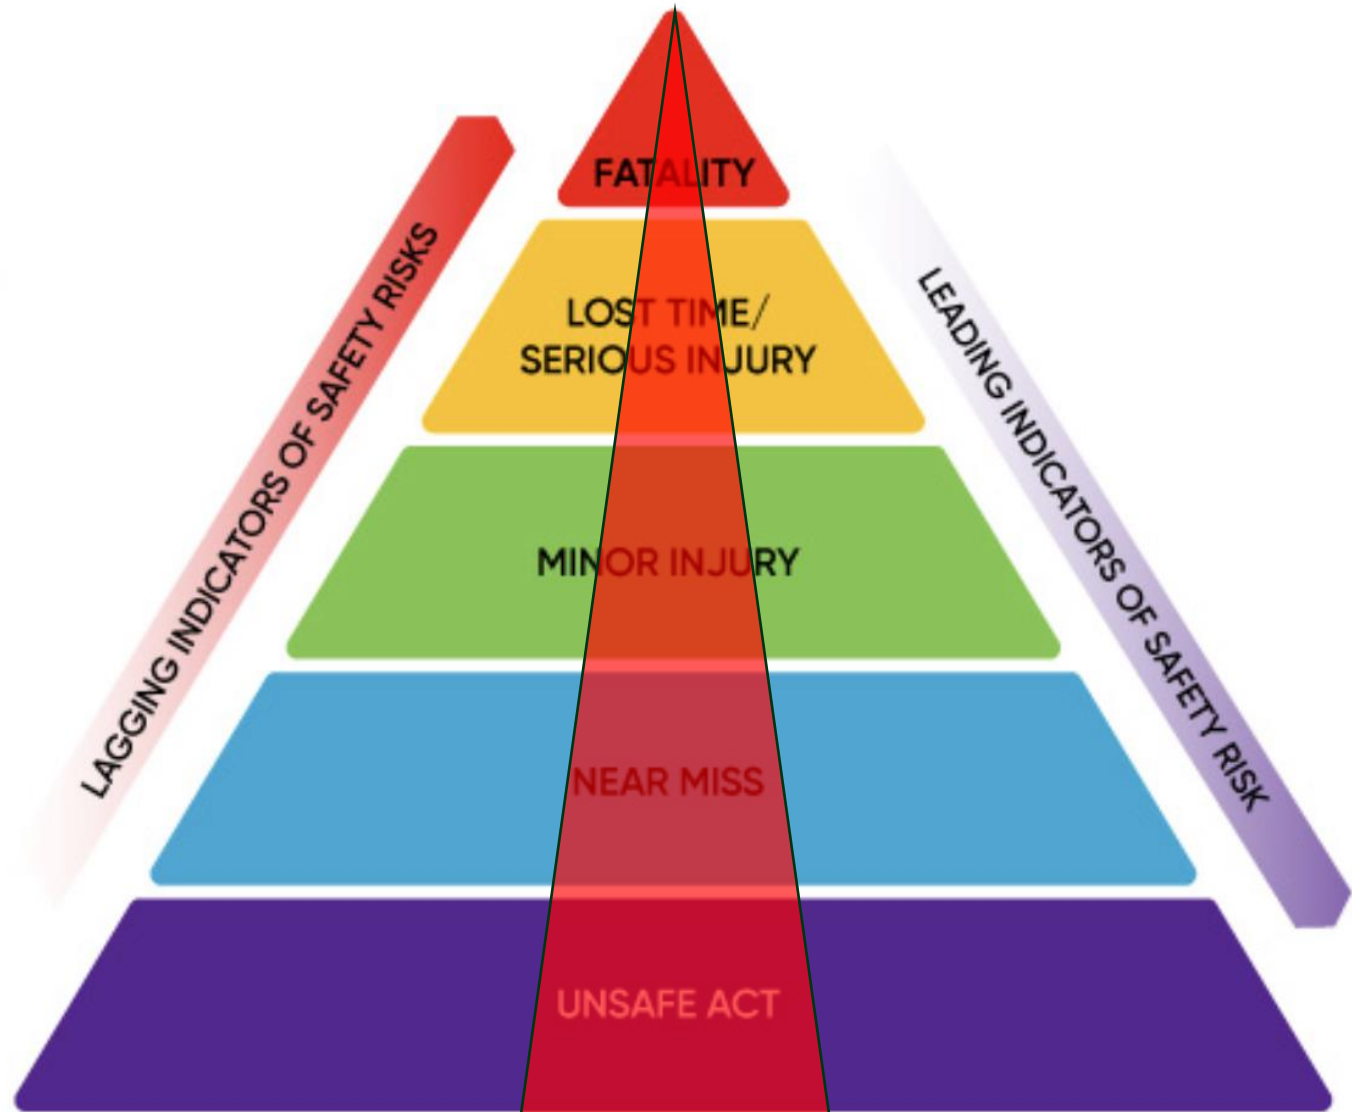 FATALITY
LOST TIME/
SERIOUS INJURY
MINOR INJURY
NEAR MISS
UNSAFE ACT
LAGGING INDICATORS OF SAFETY RISKS
LEADING INDICATORS OF SAFETY RISK